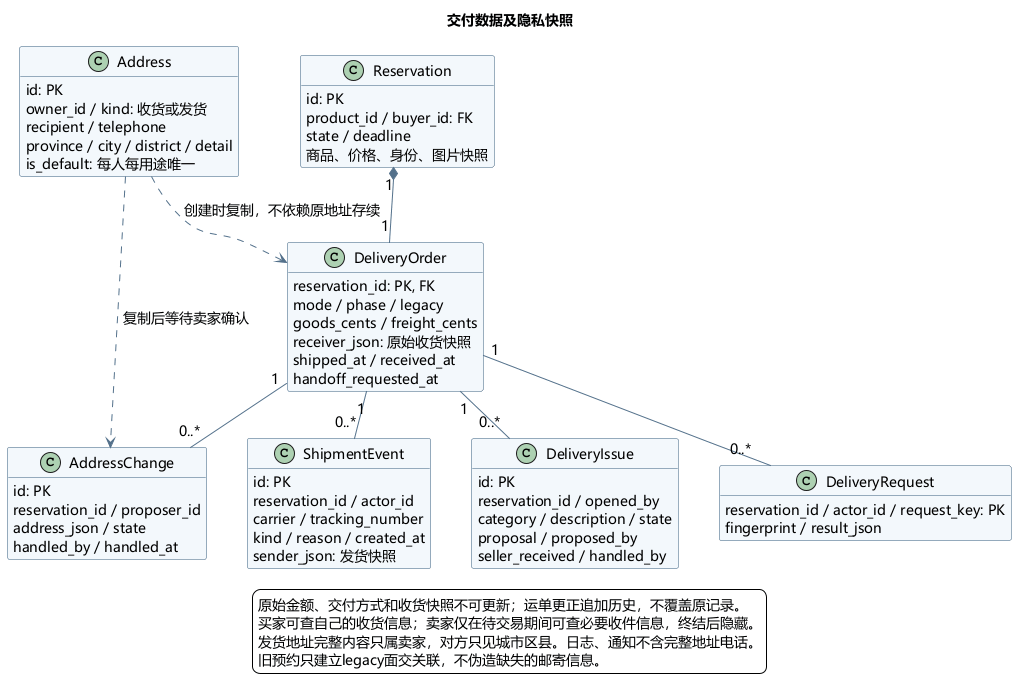 交付数据及隐私快照
C Address
id: PK
owner_id / kind: 收货或发货
recipient / telephone
province / city / district / detail
is_default: 每人每用途唯一
C Reservation
id: PK
product_id / buyer_id: FK
state / deadline
商品、价格、身份、图片快照
1
1
创建时复制，不依赖原地址存续
C DeliveryOrder
reservation_id: PK, FK
mode / phase / legacy
goods_cents / freight_cents
receiver_json: 原始收货快照
shipped_at / received_at
handoff_requested_at
复制后等待卖家确认
1
0..*
1
0..*
1
0..*
1
0..*
C AddressChange
id: PK
reservation_id / proposer_id
address_json / state
handled_by / handled_at
C ShipmentEvent
id: PK
reservation_id / actor_id
carrier / tracking_number
kind / reason / created_at
sender_json: 发货快照
C DeliveryIssue
id: PK
reservation_id / opened_by
category / description / state
proposal / proposed_by
seller_received / handled_by
C DeliveryRequest
reservation_id / actor_id / request_key: PK
fingerprint / result_json
原始金额、交付方式和收货快照不可更新；运单更正追加历史，不覆盖原记录。
买家可查自己的收货信息；卖家仅在待交易期间可查必要收件信息，终结后隐藏。
发货地址完整内容只属卖家，对方只见城市区县。日志、通知不含完整地址电话。
旧预约只建立legacy面交关联，不伪造缺失的邮寄信息。